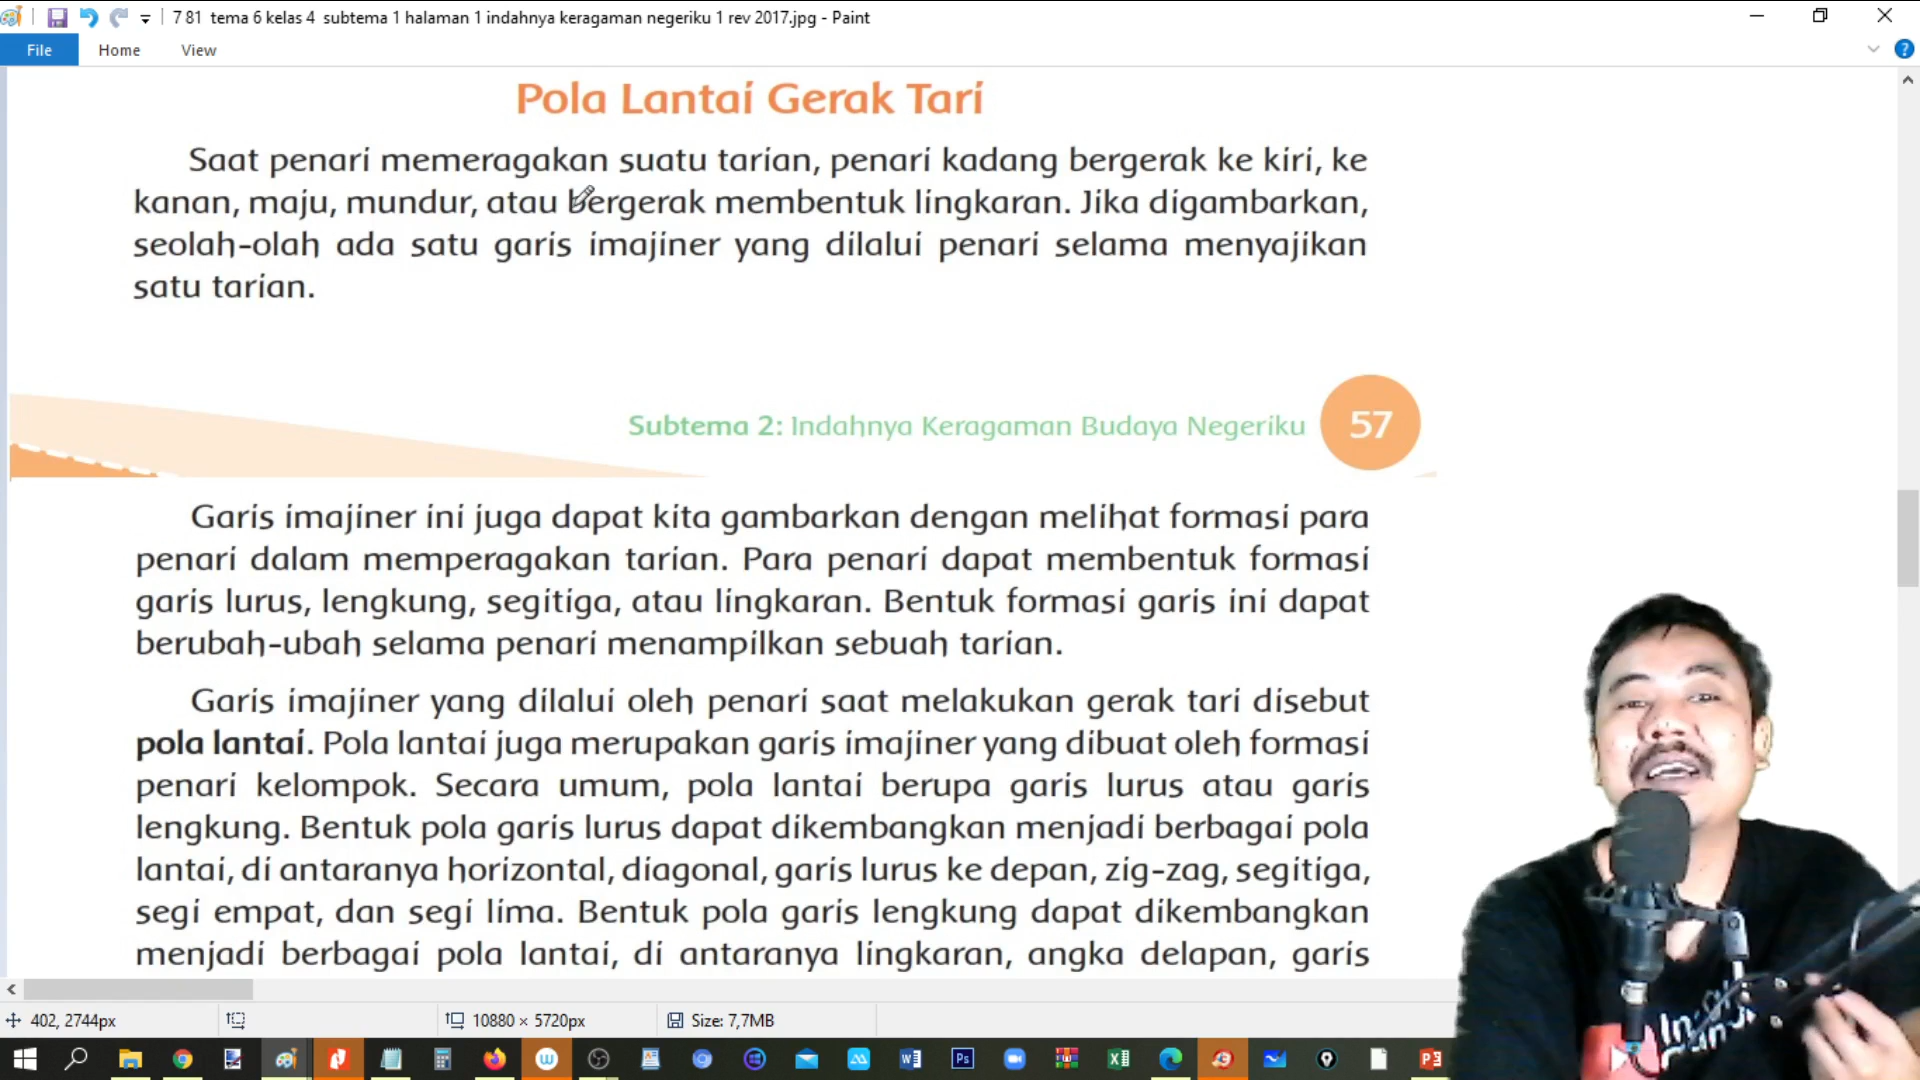 7 81 tema 6 kelas 4 subtema 1 halaman 1 indahnya keragaman negeriku 1 rev 2017.jpg - Paint
File Home View
Pola Lantai Gerak Tari
Saat penari memeragakan suatu tarian, penari kadang bergerak ke kiri, ke
kanan, maju, mundur, atau bergerak membentuk lingkaran. Jika digambarkan,
seolah-olah ada satu garis imajiner yang dilalui penari selama menyajikan
satu tarian.
Subtema 2: Indahnya Keragaman Budaya Negeriku 57
Garis imajiner ini juga dapat kita gambarkan dengan melihat formasi para
penari dalam memperagakan tarian. Para penari dapat membentuk formasi
garis lurus, lengkung, segitiga, atau lingkaran. Bentuk formasi garis ini dapat
berubah-ubah selama penari menampilkan sebuah tarian.
Garis imajiner yang dilalui oleh penari saat melakukan gerak tari disebut
pola lantai. Pola lantai juga merupakan garis imajiner yang dibuat oleh formasi
penari kelompok. Secara umum, pola lantai berupa garis lurus atau garis
lengkung. Bentuk pola garis lurus dapat dikembangkan menjadi berbagai pola
lantai, di antaranya horizontal, diagonal, garis lurus ke depan, zig-zag, segitiga,
segi empat, dan segi lima. Bentuk pola garis lengkung dapat dikembangkan
menjadi berbagai pola lantai, di antaranya lingkaran, angka delapan, garis
402, 2744px 10880 × 5720px Size: 7,7MB